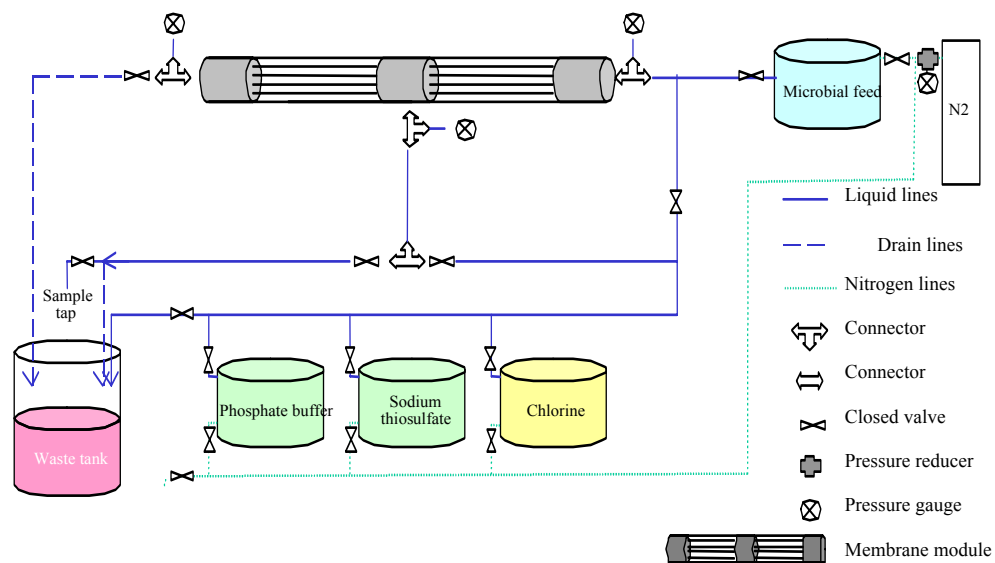 Microbial feed
N2
Liquid lines
Drain lines
Nitrogen lines
Sample
tap
Connector
Connector
Phosphate buffer
Sodium
thiosulfate
Chlorine
Closed valve
Waste tank
Pressure reducer
Pressure gauge
Membrane module